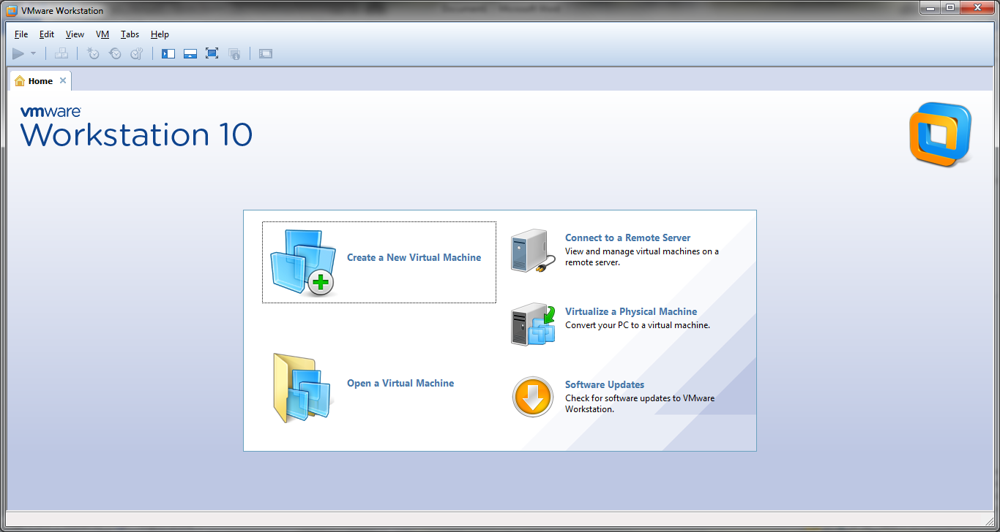 VMware Workstation
File Edit View VM Tabs Help
Home
vmware
Workstation 10
Create a New Virtual Machine
Open a Virtual Machine
Connect to a Remote Server
View and manage virtual machines on a
remote server.
Virtualize a Physical Machine
Convert your PC to a virtual machine.
Software Updates
Check for software updates to VMware
Workstation.